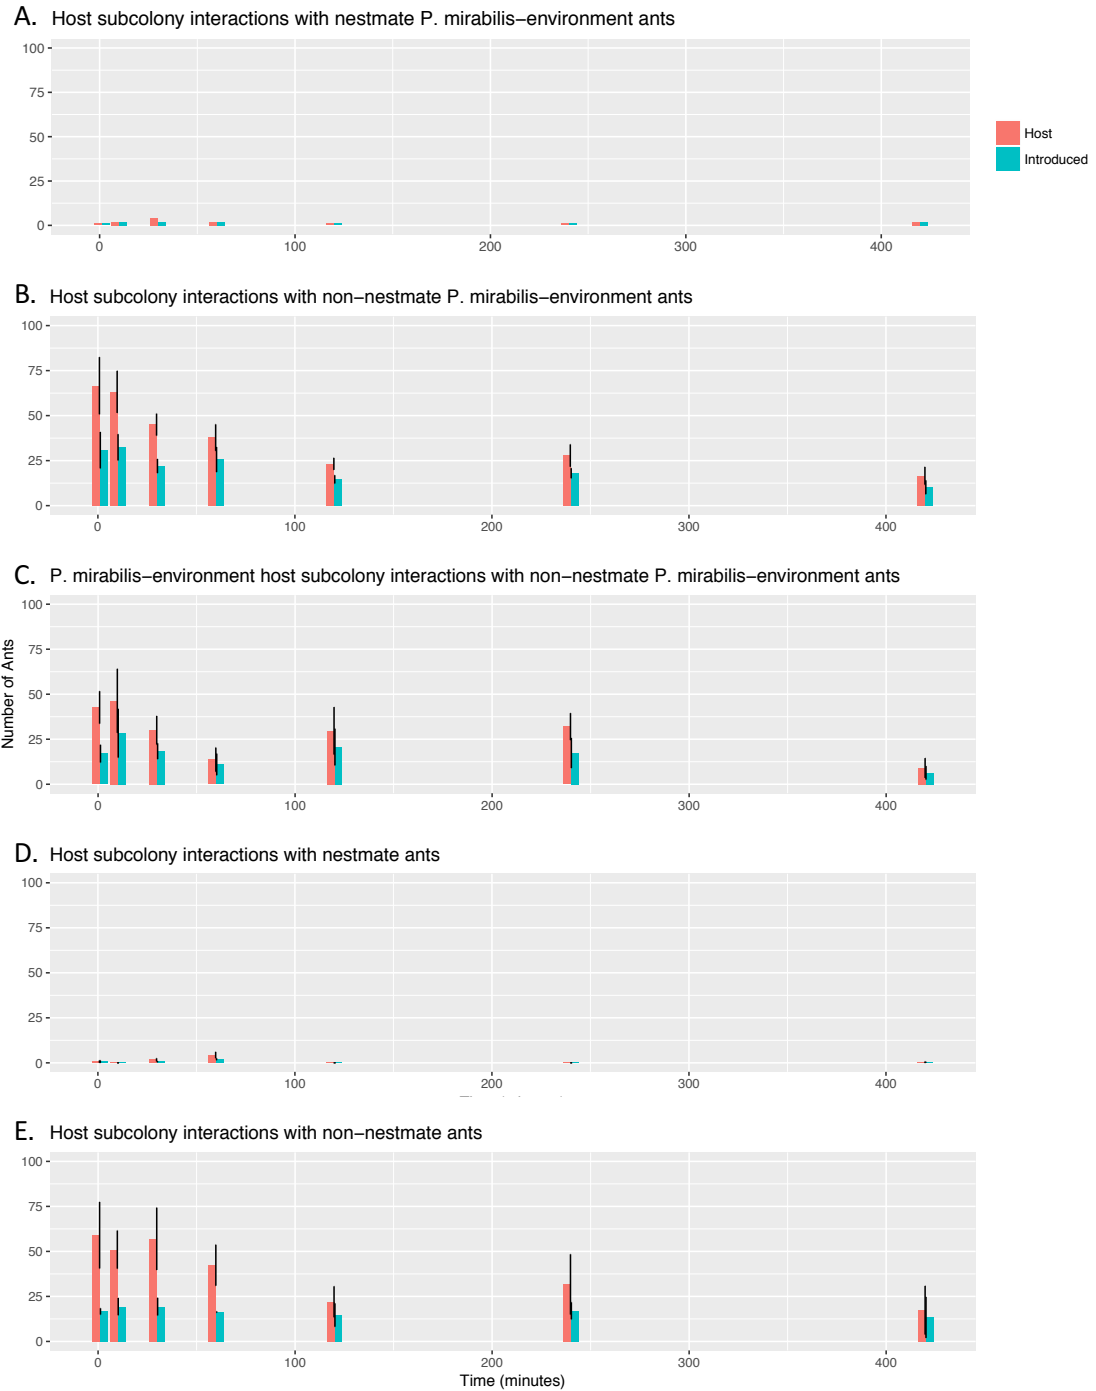 A. Host subcolony interactions with nestmate P. mirabilis−environment ants
100
75
50
25
0
0 100 200 300 400
Host
Introduced
B. Host subcolony interactions with non−nestmate P. mirabilis−environment ants
100
75
50
25
0
0 100 200 300 400
C. P. mirabilis−environment host subcolony interactions with non−nestmate P. mirabilis−environment ants
Number of Ants
100
75
50
25
0
0 100 200 300 400
D. Host subcolony interactions with nestmate ants
100
75
50
25
0
0 100 200 300 400
E. Host subcolony interactions with non−nestmate ants
100
75
50
25
0
0 100 200 300 400
Time (minutes)